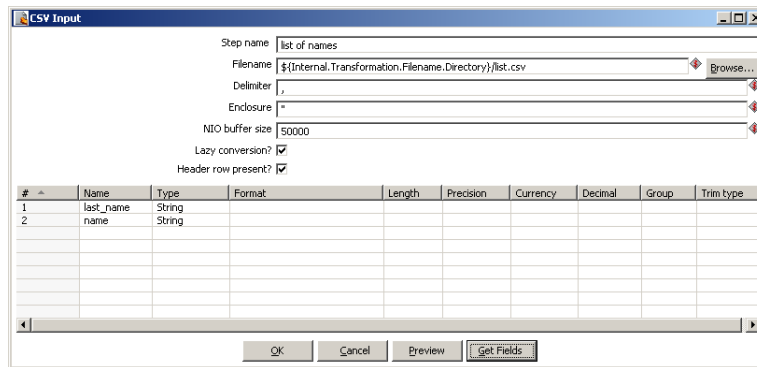 CSV Input
Step name list of names
Filename ${Internal.Transformation.Filename.Directory}/list.csv Browse...
Delimiter ,
Enclosure "
NIO buffer size 50000
Lazy conversion?
Header row present?
# Name Type Format Length Precision Currency Decimal Group Trim type
1 last_name String
2 name String
OK Cancel Preview Get Fields